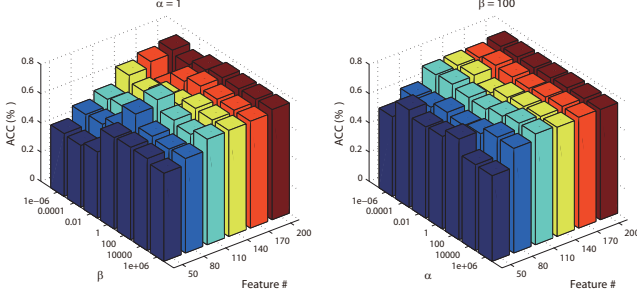 α = 1
ACC (% )
0.8
0.6
0.4
0.2
0
1e−06
0.0001
0.01
1
100
10000
1e+06
β
50
80
110
140
170
200
Feature #
β = 100
ACC (% )
0.8
0.6
0.4
0.2
0
1e−06
0.0001
0.01
1
100
10000
1e+06
α
50
80
110
140
170
200
Feature #